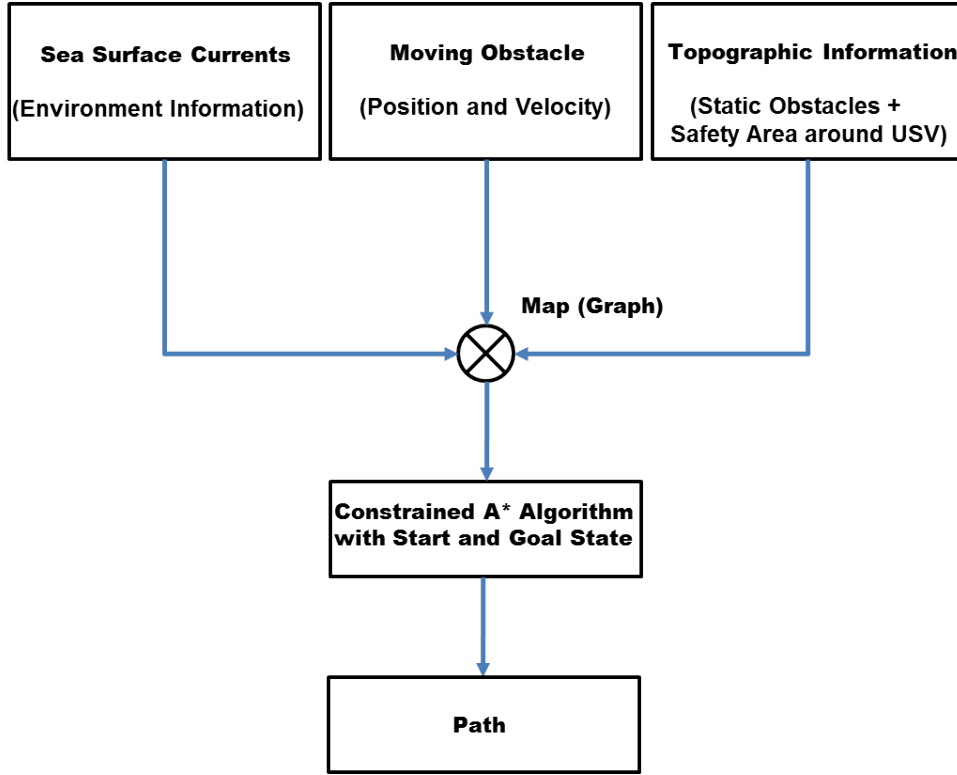 Sea Surface Currents
(Environment Information)
Moving Obstacle
(Position and Velocity)
Topographic Information
(Static Obstacles +
Safety Area around USV)
Map (Graph)
Constrained A* Algorithm
with Start and Goal State
Path